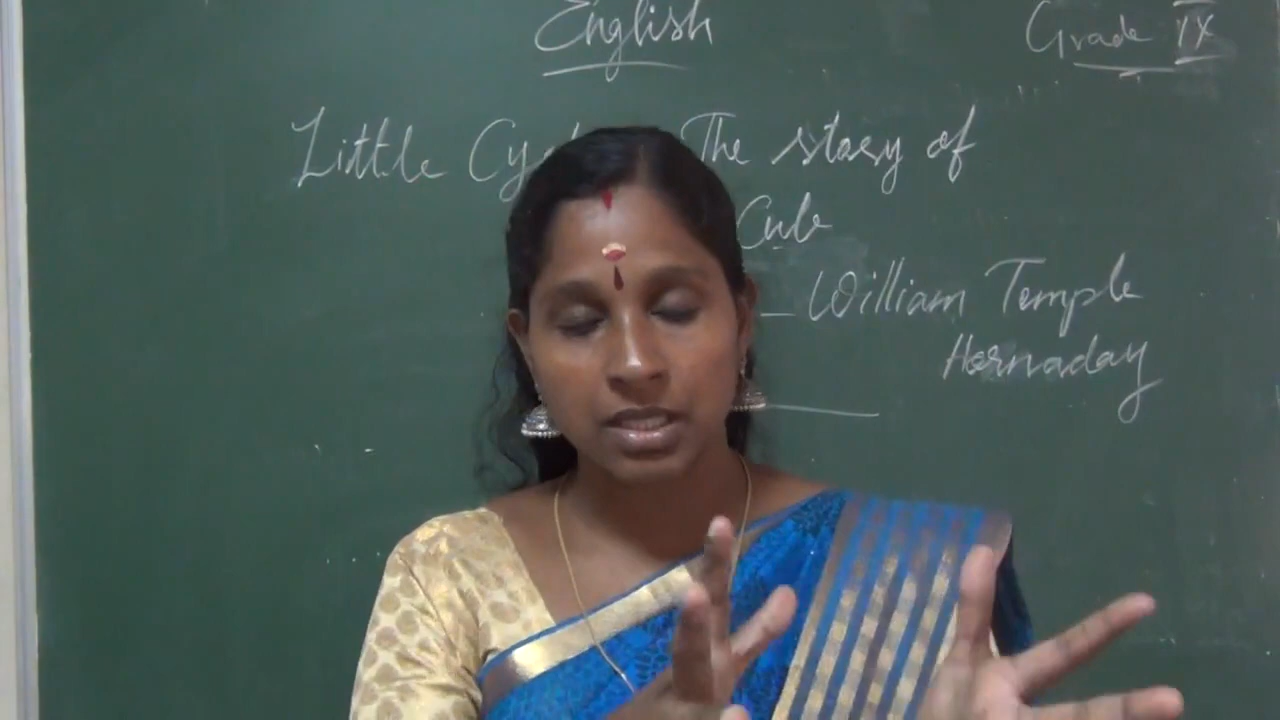 English
Grade IX
Little The story of
Cub
_ William Temple
Hornaday